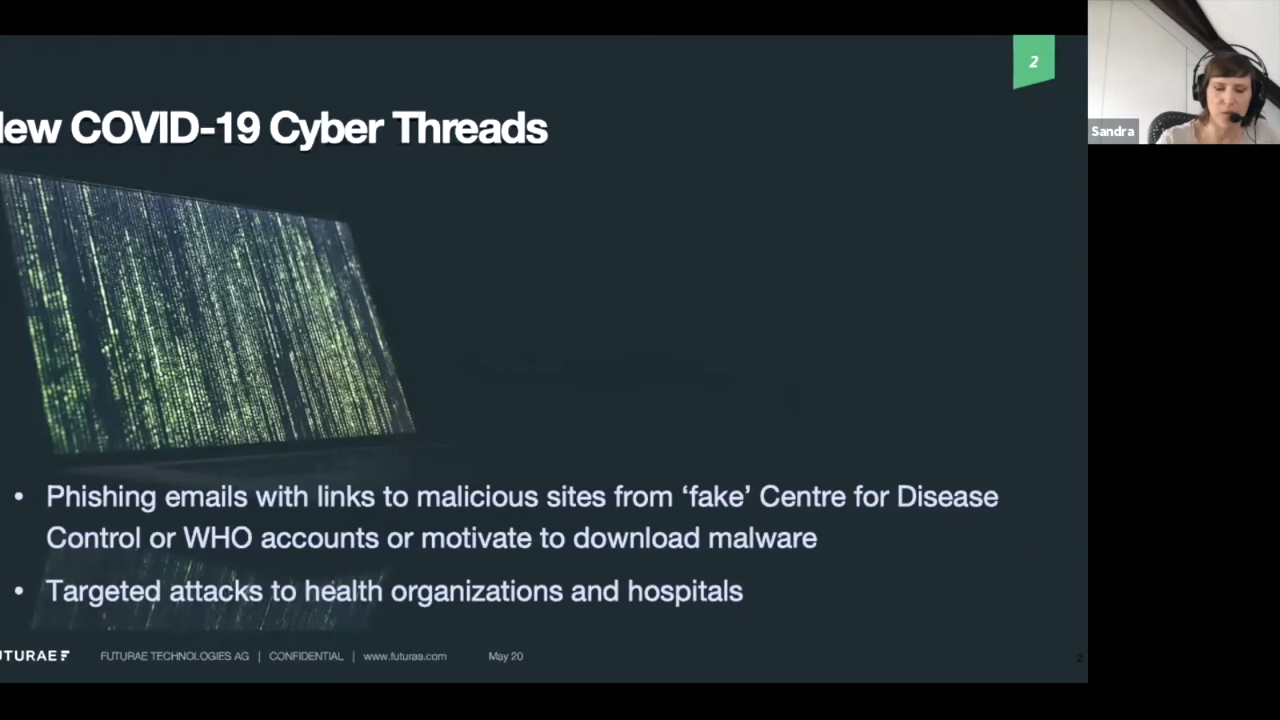 2
Sandra
lew COVID-19 Cyber Threads
• Phishing emails with links to malicious sites from ‘fake’ Centre for Disease
Control or WHO accounts or motivate to download malware
• Targeted attacks to health organizations and hospitals
UTURAE
FUTURAE TECHNOLOGIES AG | CONFIDENTIAL | www.futurae.com
May 20
2